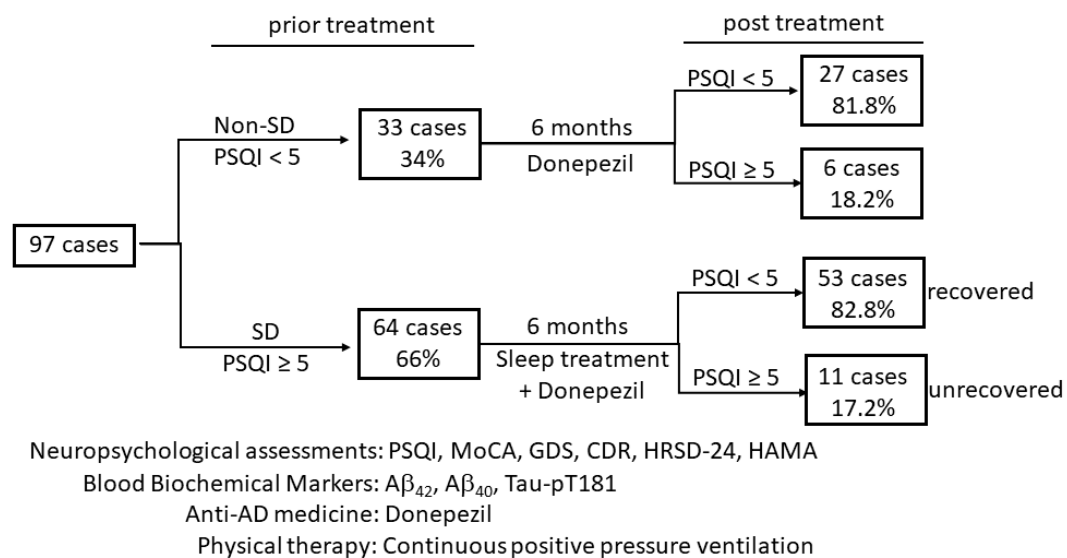 prior treatment
post treatment
Non-SD
PSQI < 5
33 cases
34%
6 months
Donepezil
PSQI < 5
27 cases
81.8%
PSQI ≥ 5
6 cases
18.2%
97 cases
SD
PSQI ≥ 5
64 cases
66%
6 months
Sleep treatment
+ Donepezil
PSQI < 5
53 cases
82.8%
recovered
PSQI ≥ 5
11 cases
17.2%
unrecovered
Neuropsychological assessments: PSQI, MoCA, GDS, CDR, HRSD-24, HAMA
Blood Biochemical Markers: Aβ₄₂, Aβ₄₀, Tau-pT181
Anti-AD medicine: Donepezil
Physical therapy: Continuous positive pressure ventilation